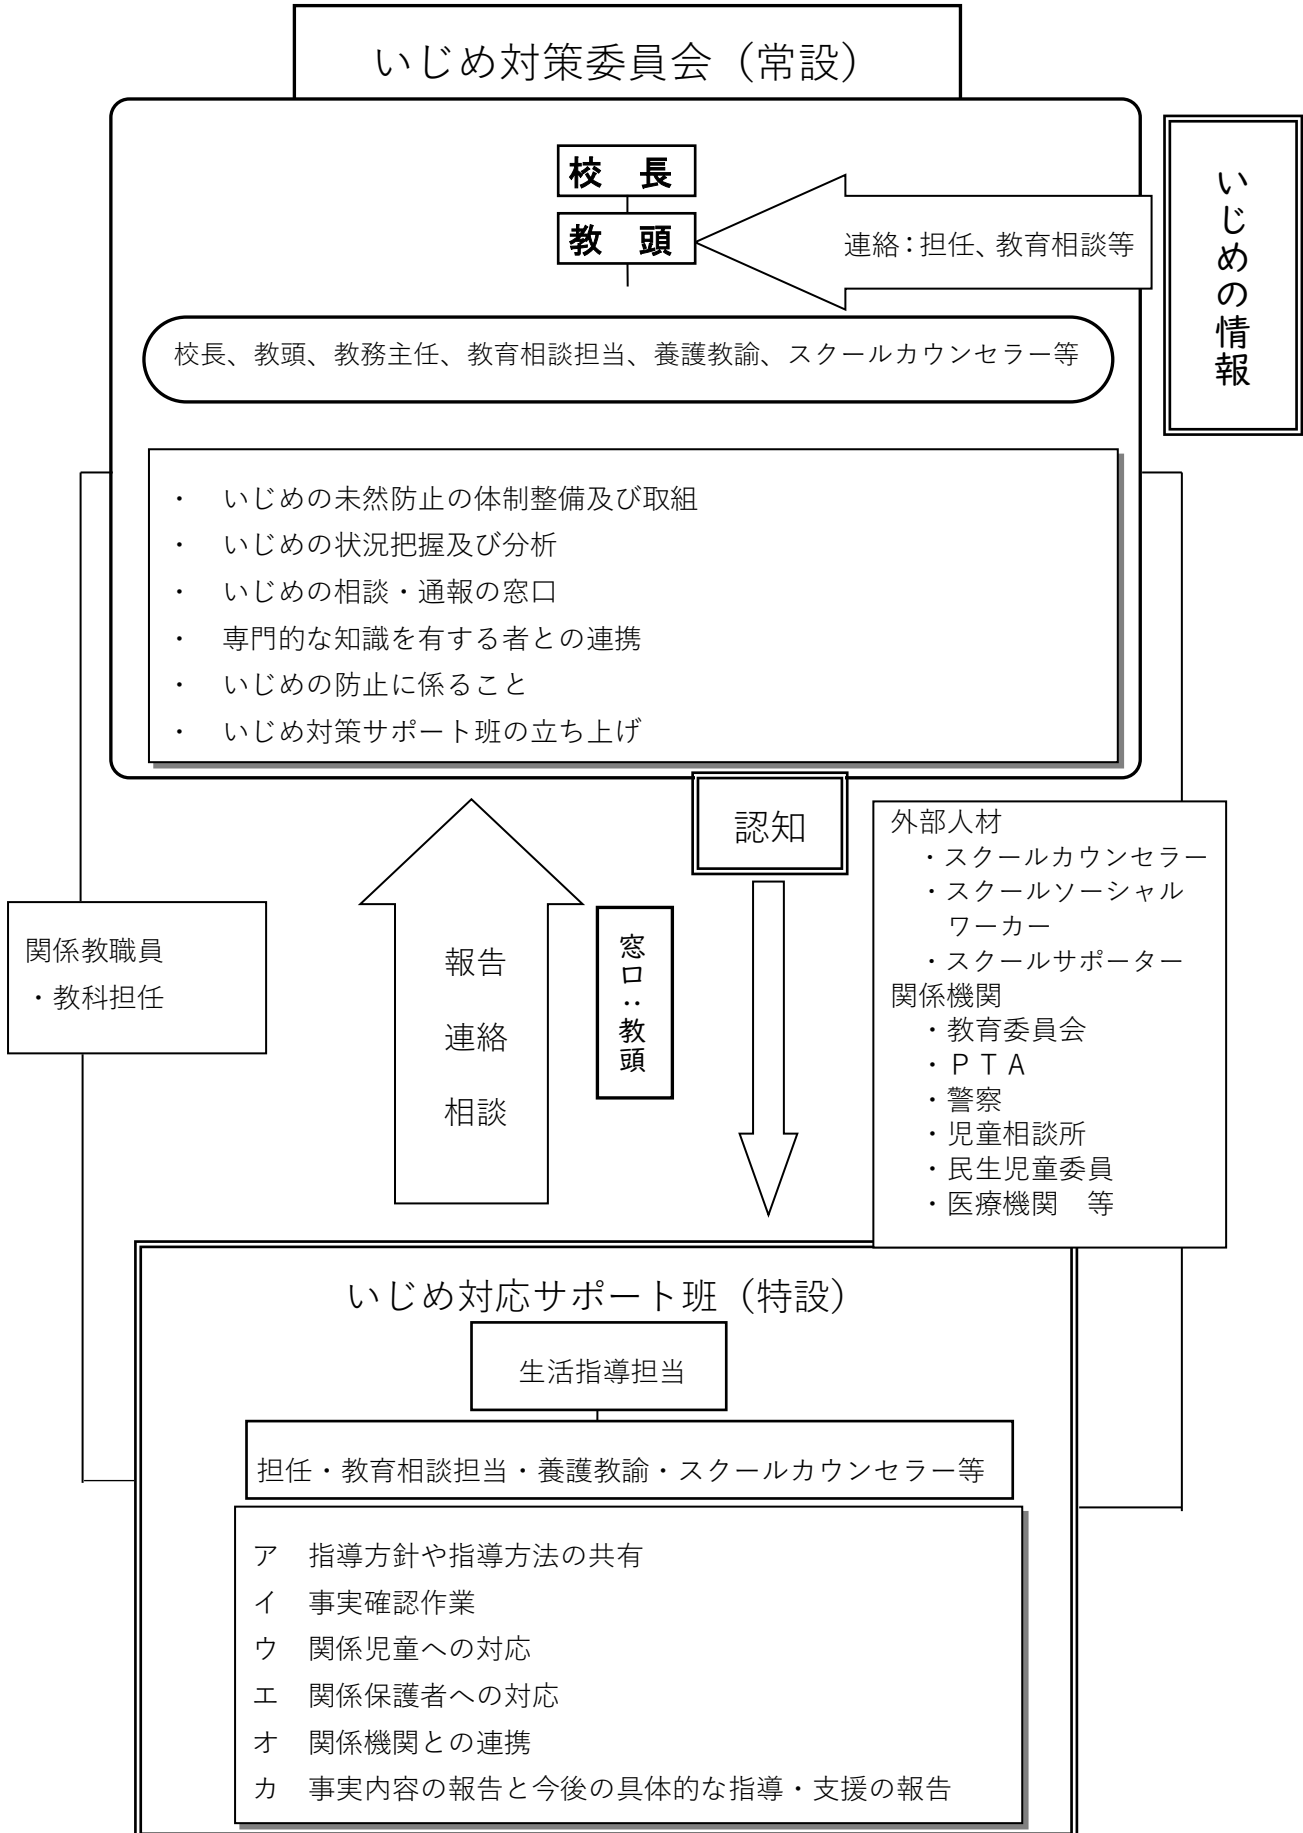 いじめ対策委員会（常設）
校　長
教　頭
連絡：担任、教育相談等
いじめの情報
校長、教頭、教務主任、教育相談担当、養護教諭、スクールカウンセラー等
・　いじめの未然防止の体制整備及び取組
・　いじめの状況把握及び分析
・　いじめの相談・通報の窓口
・　専門的な知識を有する者との連携
・　いじめの防止に係ること
・　いじめ対策サポート班の立ち上げ
認知
関係教職員
・教科担任
報告
連絡
相談
窓口：教頭
外部人材
・スクールカウンセラー
・スクールソーシャル
ワーカー
・スクールサポーター
関係機関
・教育委員会
・ＰＴＡ
・警察
・児童相談所
・民生児童委員
・医療機関　等
いじめ対応サポート班（特設）
生活指導担当
担任・教育相談担当・養護教諭・スクールカウンセラー等
ア　指導方針や指導方法の共有
イ　事実確認作業
ウ　関係児童への対応
エ　関係保護者への対応
オ　関係機関との連携
カ　事実内容の報告と今後の具体的な指導・支援の報告